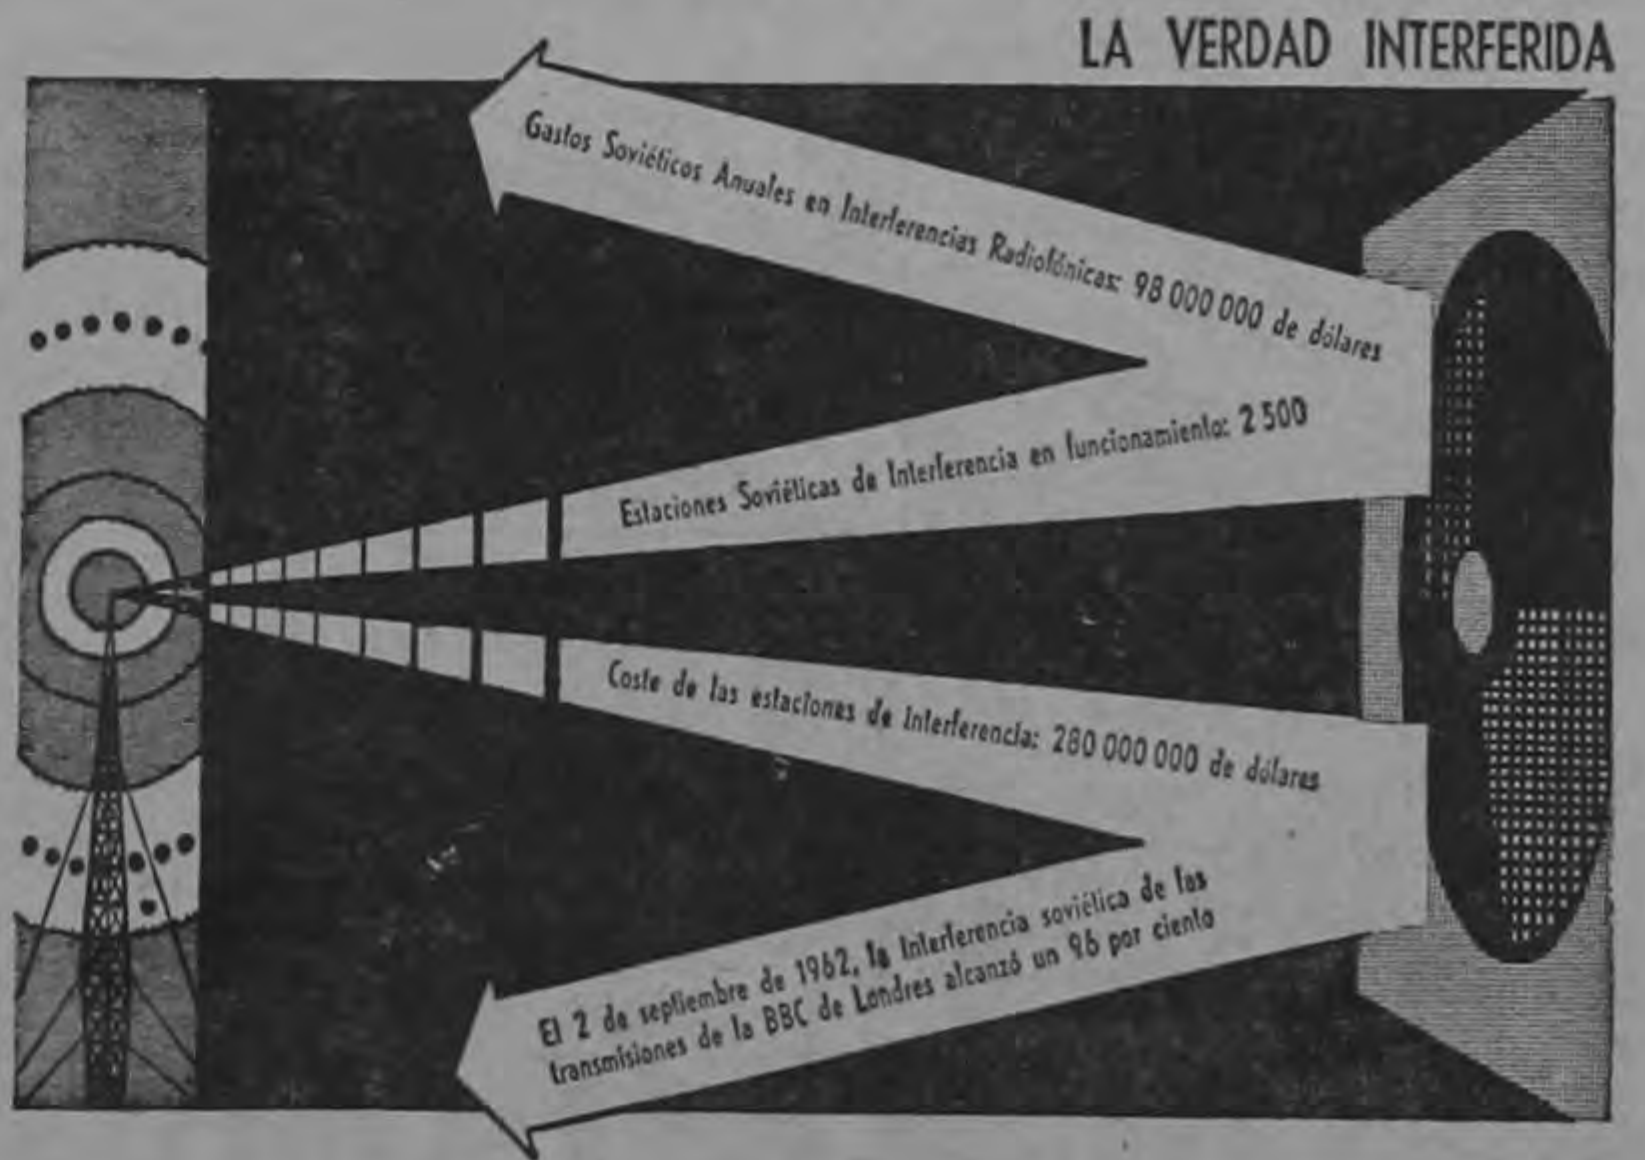 LA VERDAD INTERFERIDA
Gastos Soviéticos Anuales en Interferencias Radiofónicas: 98 000 000 de dólares
Estaciones Soviéticas de Interferencia en funcionamiento: 2 500
Coste de las estaciones de interferencia: 280 000 000 de dólares
El 2 de septiembre de 1962, la interferencia soviética de las
transmisiones de la BBC de Londres alcanzó un 96 por ciento